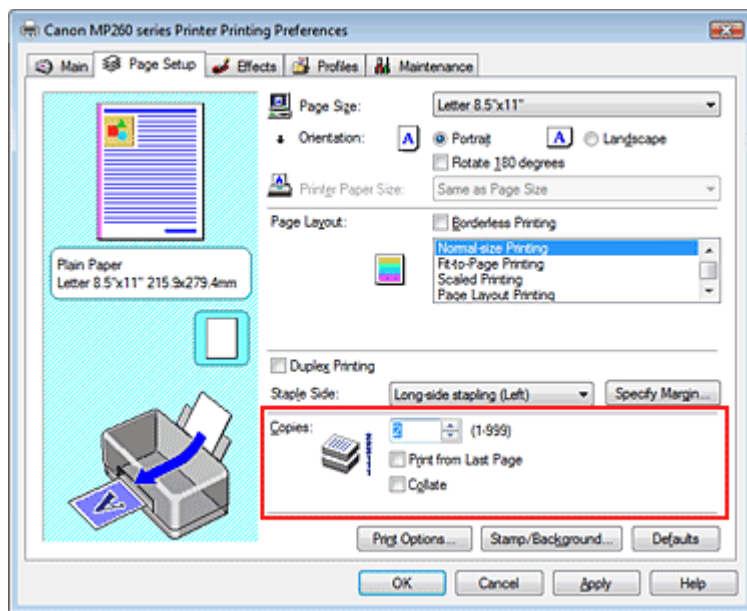 Canon MP260 series Printer Printing Preferences
Main Page Setup Effects Profiles Maintenance
Page Size: Letter 8.5"x11"
Orientation: A Portrait A Landscape
Rotate 180 degrees
Printer Paper Size: Same as Page Size
Page Layout: Borderless Printing
Normal-size Printing
Fit-to-Page Printing
Scaled Printing
Page Layout Printing
Plain Paper
Letter 8.5"x11" 215.9x279.4mm
Duplex Printing
Staple Side: Long-side stapling (Left) Specify Margin...
Copies: 2 (1-999)
Print from Last Page
Collate
Print Options... Stamp/Background... Defaults
OK Cancel Apply Help